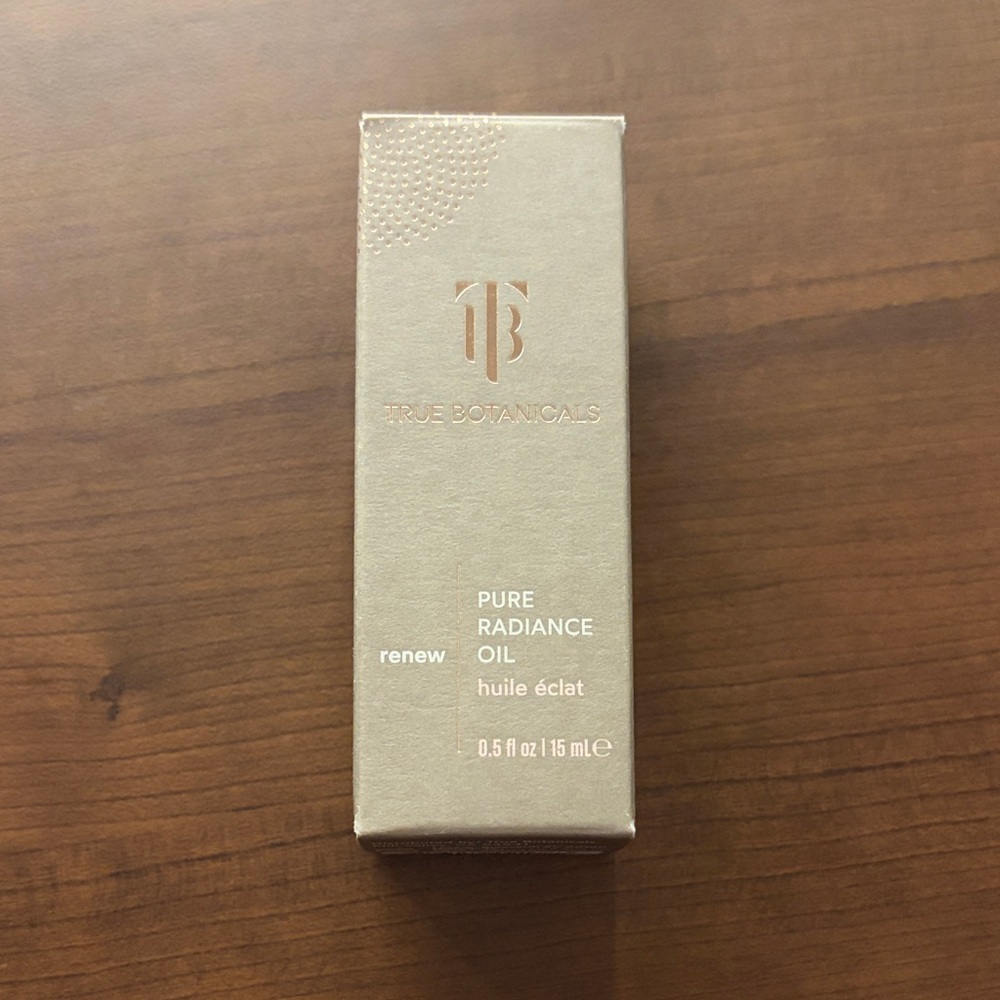 TB
TRUE BOTANICALS
renew
PURE
RADIANCE
OIL
huile éclat
0.5 fl oz | 15 mL℮